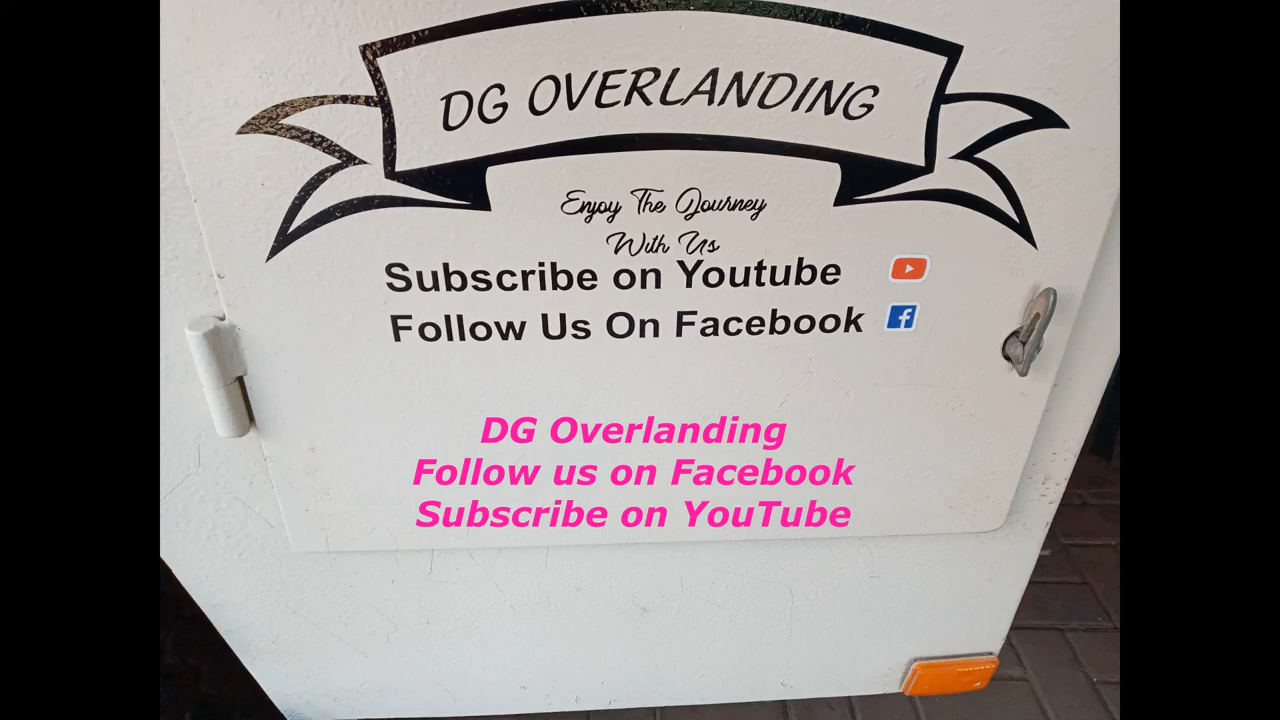 DG OVERLANDING
Enjoy The Journey
With Us
Subscribe on Youtube
Follow Us On Facebook
DG Overlanding
Follow us on Facebook
Subscribe on YouTube